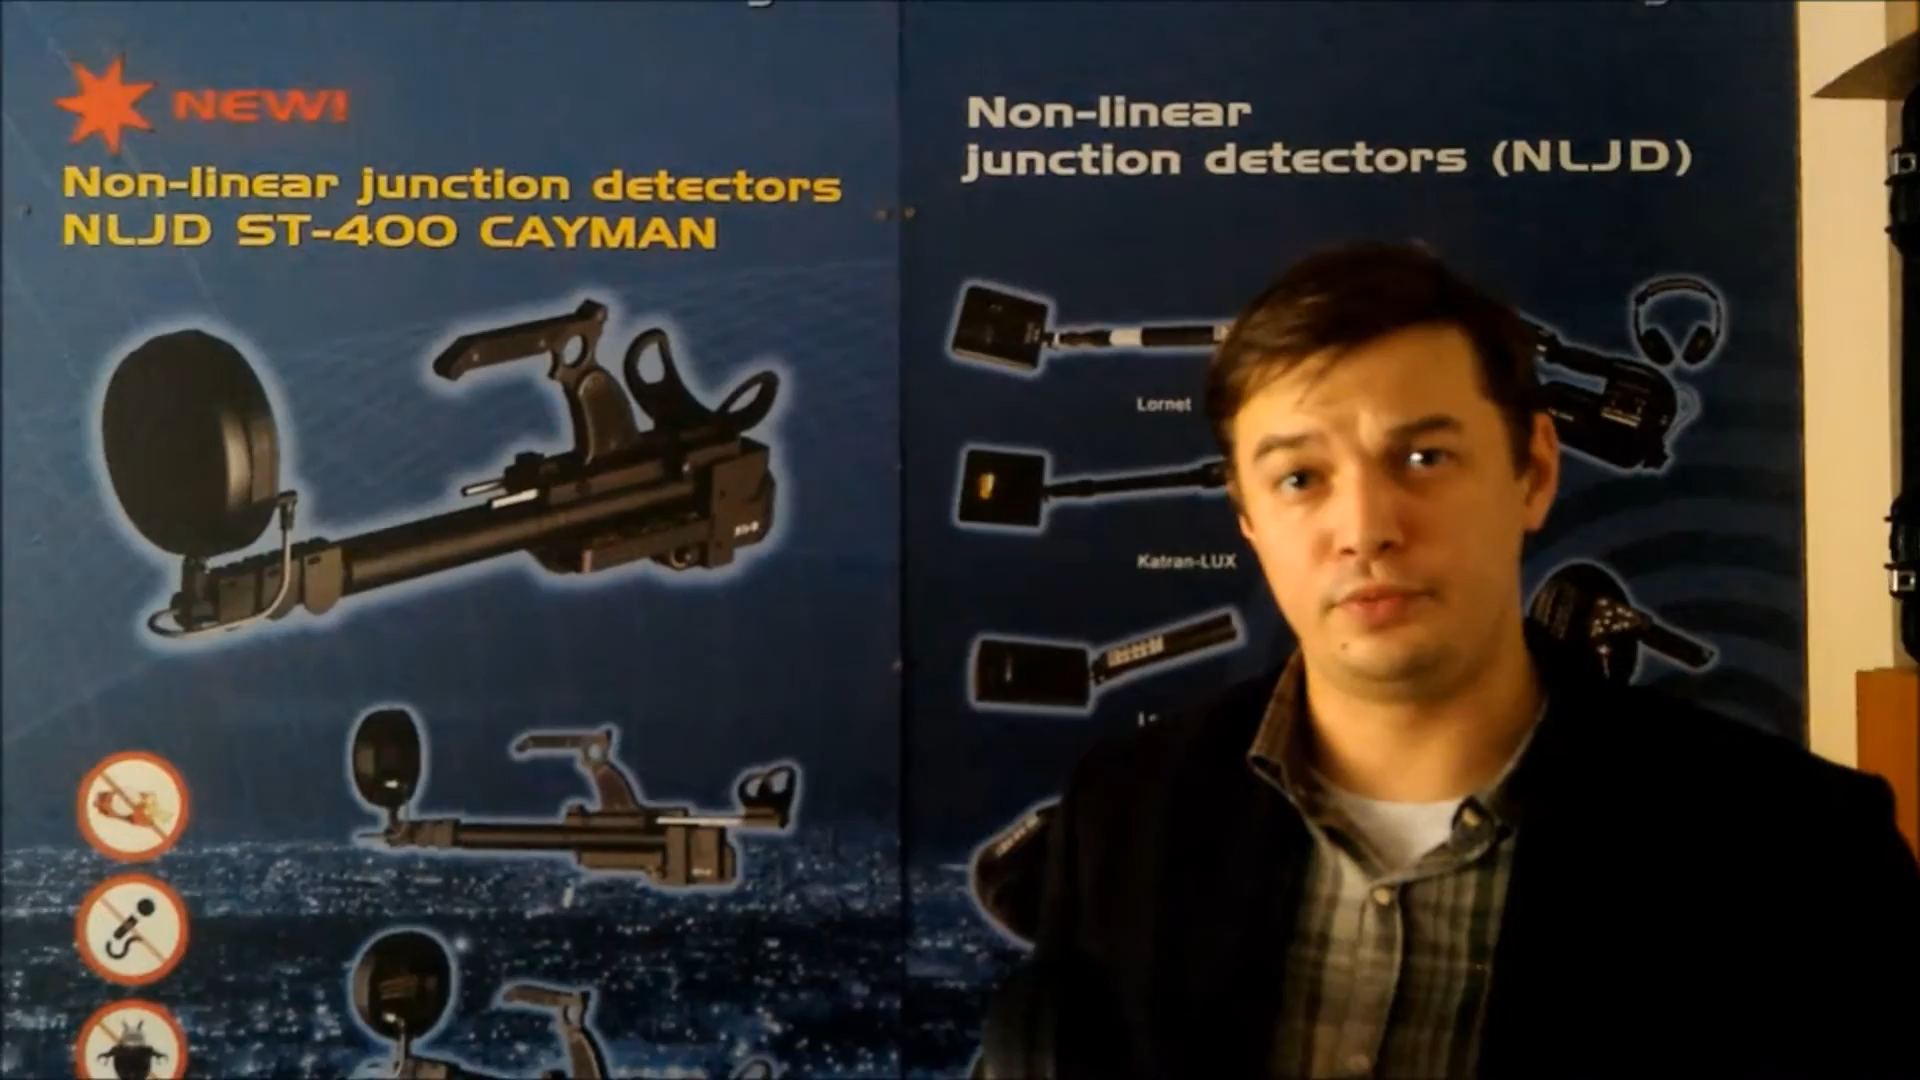 NEW!
Non-linear junction detectors
NLJD ST-400 CAYMAN
Non-linear
junction detectors (NLJD)
Lornet
Katran-LUX